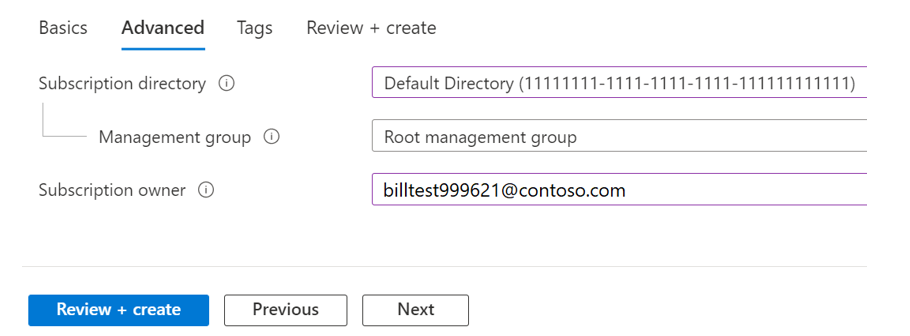 Basics Advanced Tags Review + create
Subscription directory Default Directory (11111111-1111-1111-1111-111111111111)
Management group Root management group
Subscription owner billtest999621@contoso.com
Review + create Previous Next